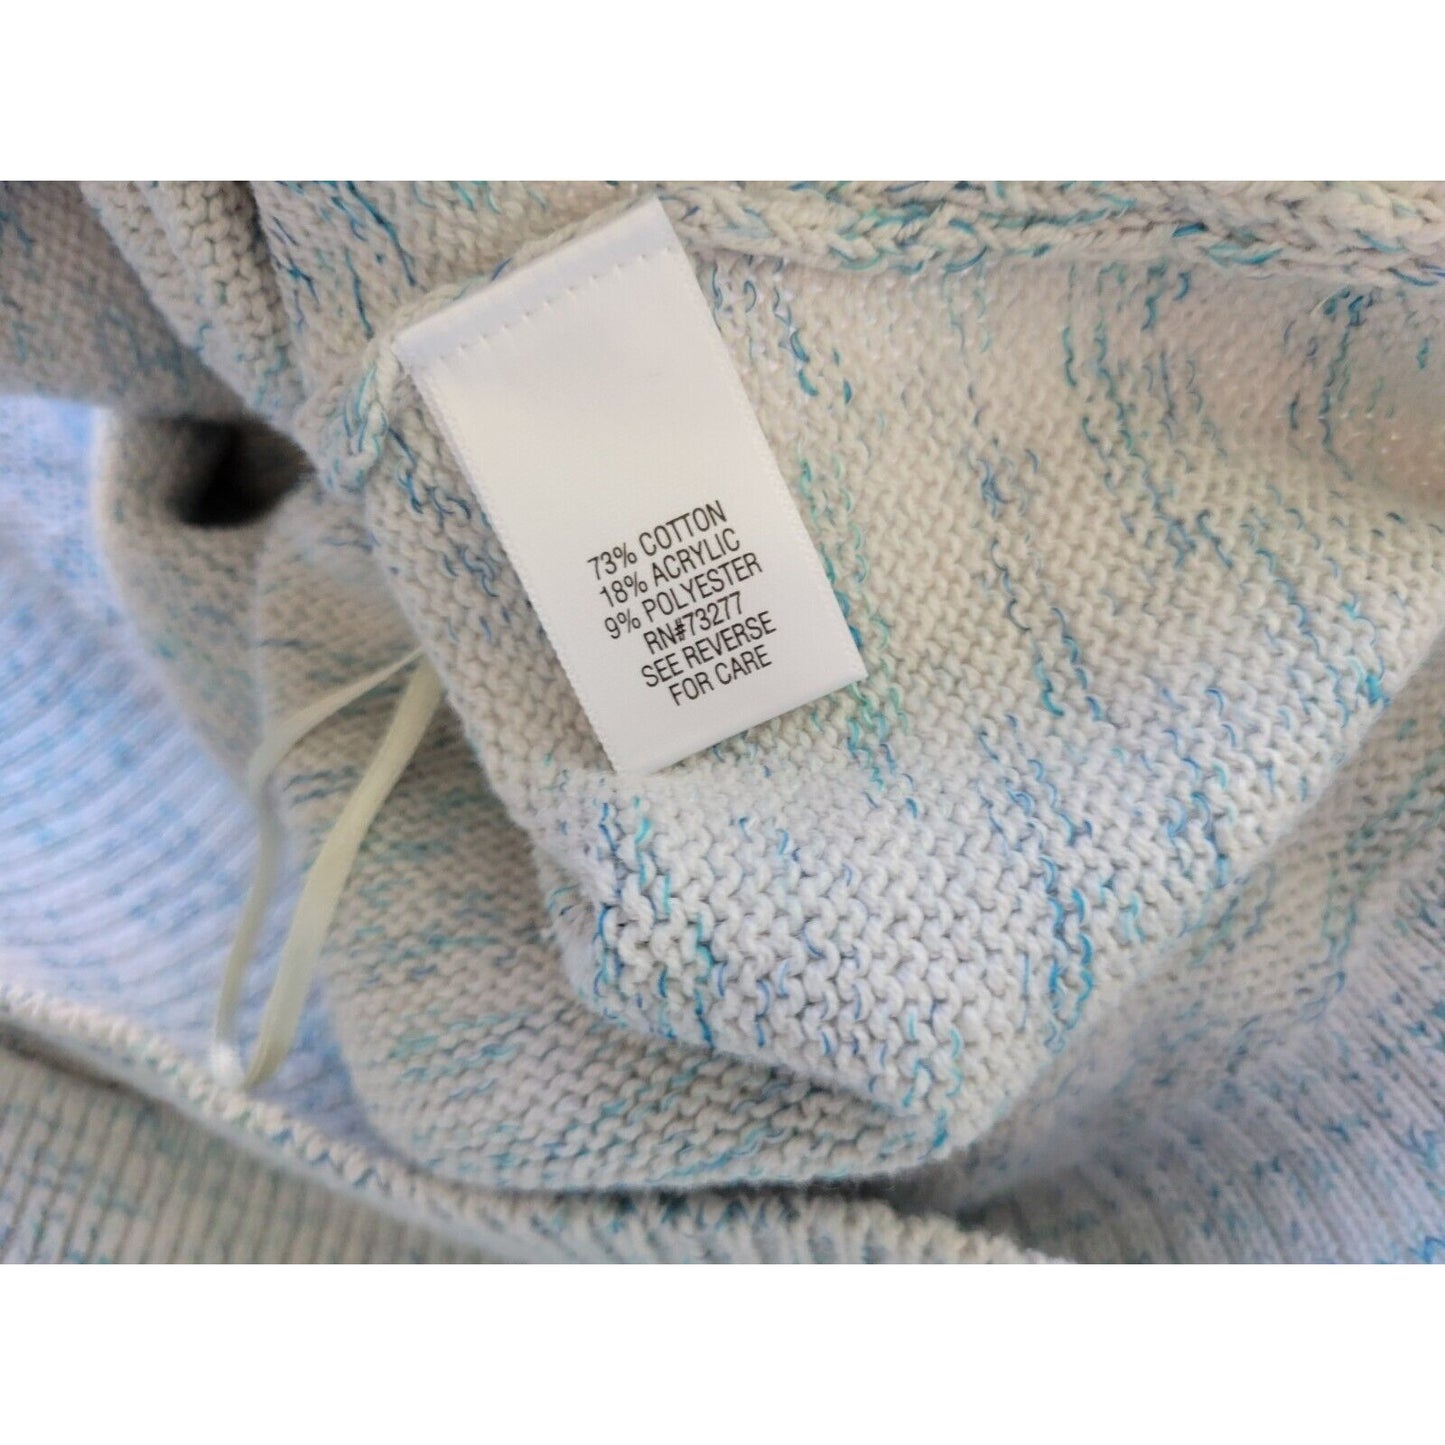 73% COTTON
18% ACRYLIC
9% POLYESTER
RN#73277
SEE REVERSE
FOR CARE